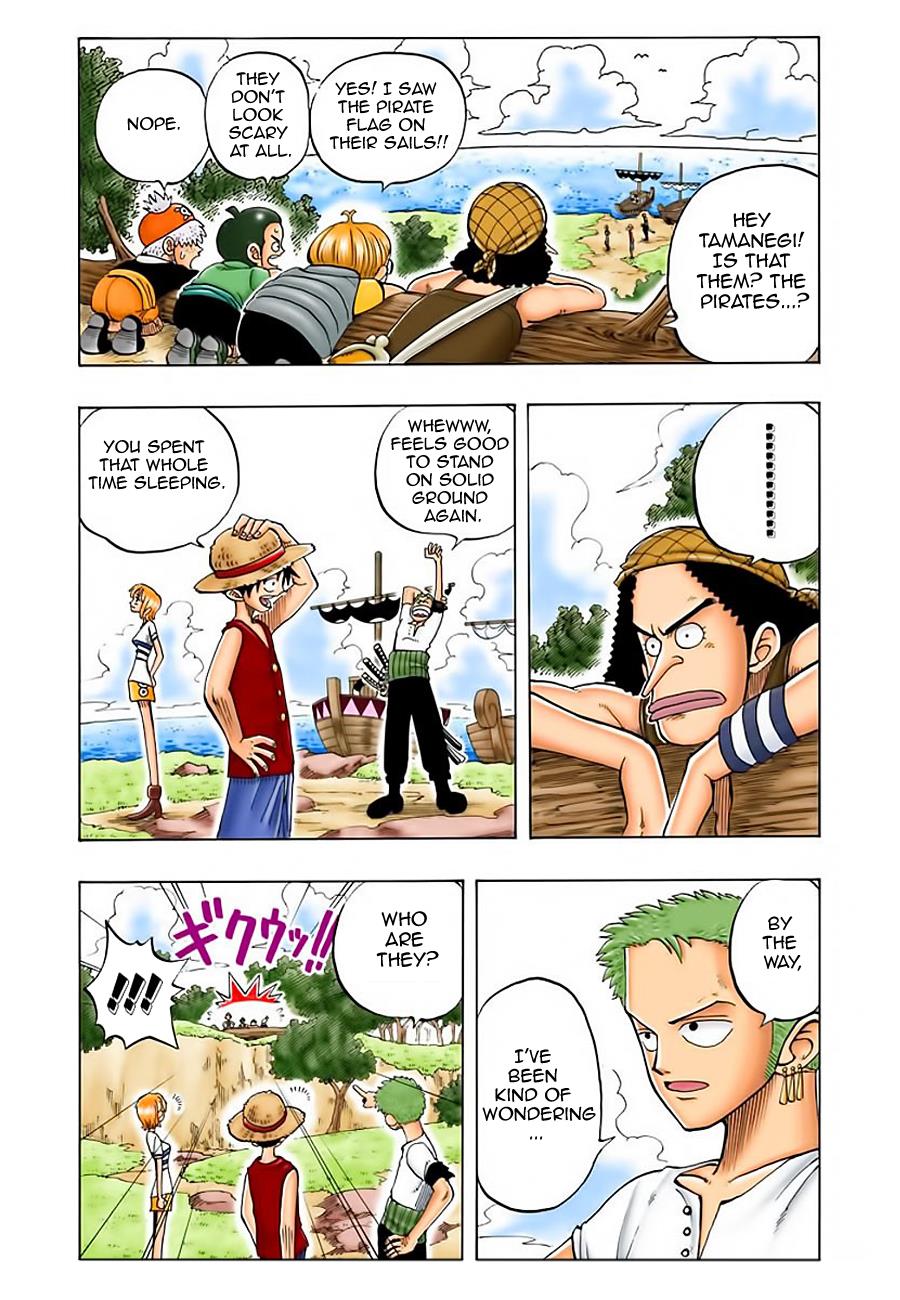 HEY
TAMANEGI!
IS THAT
THEM? THE
PIRATES...?
YES! I SAW
THE PIRATE
FLAG ON
THEIR SAILS!!
THEY
DON'T
LOOK
SCARY
AT ALL.
NOPE.
..............
WHEWWW,
FEELS GOOD
TO STAND
ON SOLID
GROUND
AGAIN.
YOU SPENT
THAT WHOLE
TIME SLEEPING.
BY
THE
WAY,
I'VE
BEEN
KIND OF
WONDERING
...
WHO
ARE
THEY?
ギクウッ!!
!!!